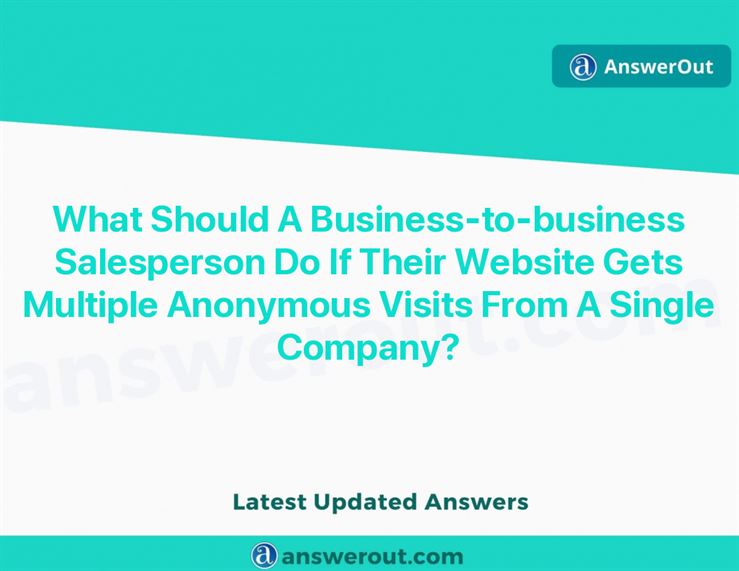 a AnswerOut
What Should A Business-to-business
Salesperson Do If Their Website Gets
Multiple Anonymous Visits From A Single
Company?
answerout.com
Latest Updated Answers
a answerout.com